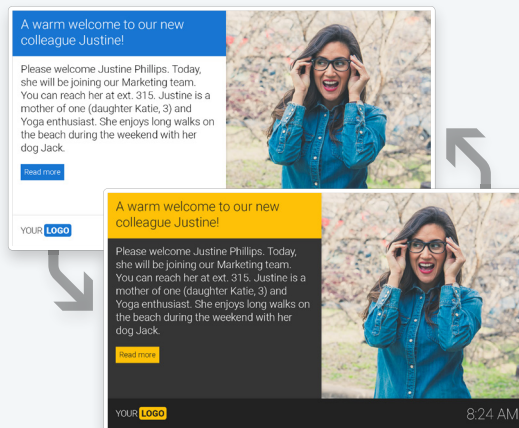 A warm welcome to our new
colleague Justine!
Please welcome Justine Phillips. Today,
she will be joining our Marketing team.
You can reach her at ext. 315. Justine is a
mother of one (daughter Katie, 3) and
Yoga enthusiast. She enjoys long walks on
the beach during the weekend with her
dog Jack.
Read more
YOUR LOGO
A warm welcome to our new
colleague Justine!
Please welcome Justine Phillips. Today,
she will be joining our Marketing team.
You can reach her at ext. 315. Justine is a
mother of one (daughter Katie, 3) and
Yoga enthusiast. She enjoys long walks on
the beach during the weekend with her
dog Jack.
Read more
YOUR LOGO
8:24 AM